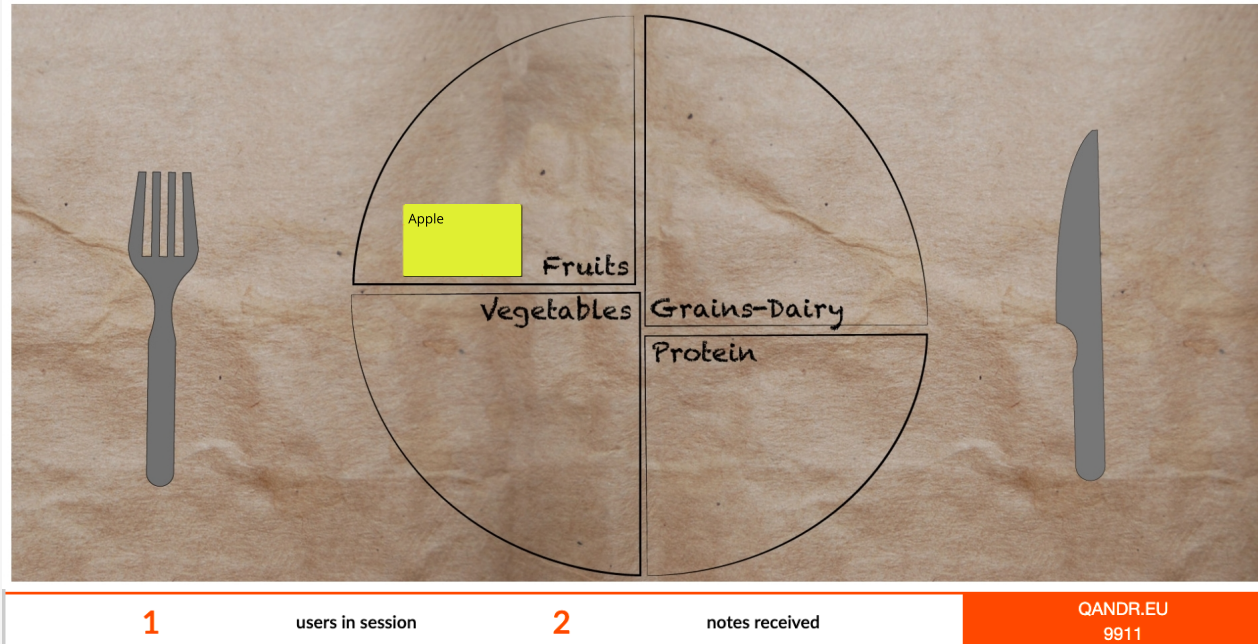 Apple
Fruits
Vegetables
Grains-Dairy
Protein
1 users in session 2 notes received
QANDR.EU
9911